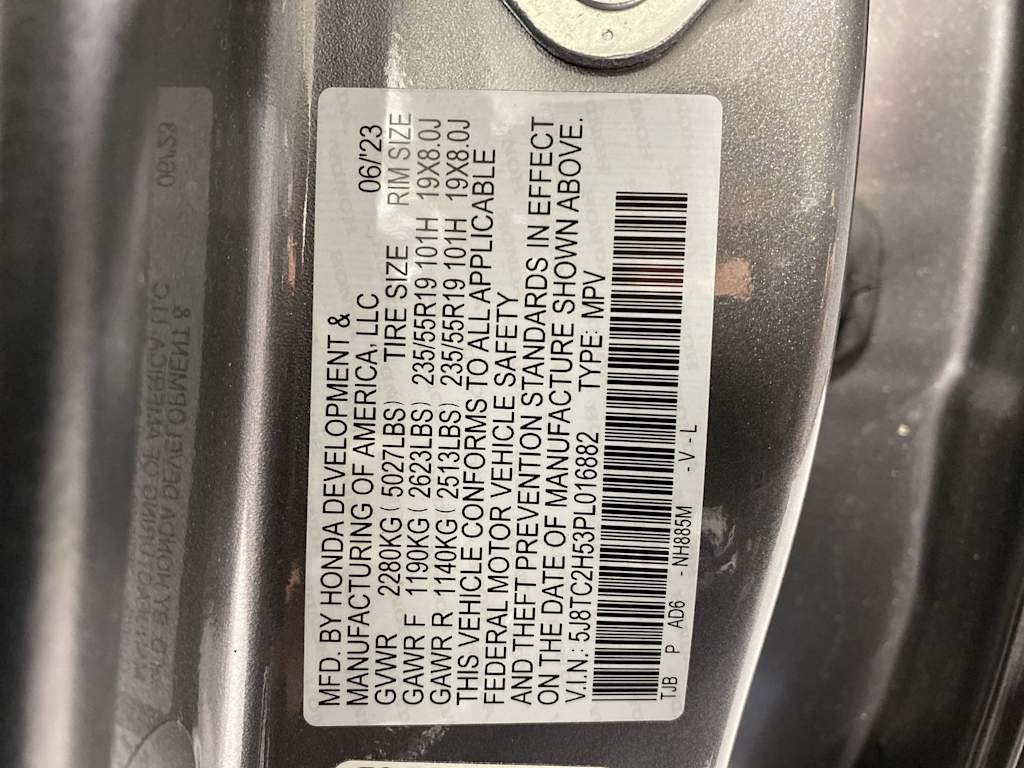 MFD. BY HONDA DEVELOPMENT &
MANUFACTURING OF AMERICA, LLC 06/'23
GVWR 2280KG ( 5027LBS) TIRE SIZE RIM SIZE
GAWR F 1190KG ( 2623LBS) 235/55R19 101H 19X8.0J
GAWR R 1140KG ( 2513LBS) 235/55R19 101H 19X8.0J
THIS VEHICLE CONFORMS TO ALL APPLICABLE
FEDERAL MOTOR VEHICLE SAFETY
AND THEFT PREVENTION STANDARDS IN EFFECT
ON THE DATE OF MANUFACTURE SHOWN ABOVE.
V.I.N.: 5J8TC2H53PL016882 TYPE: MPV
TJB P AD6 - NH885M - V - L